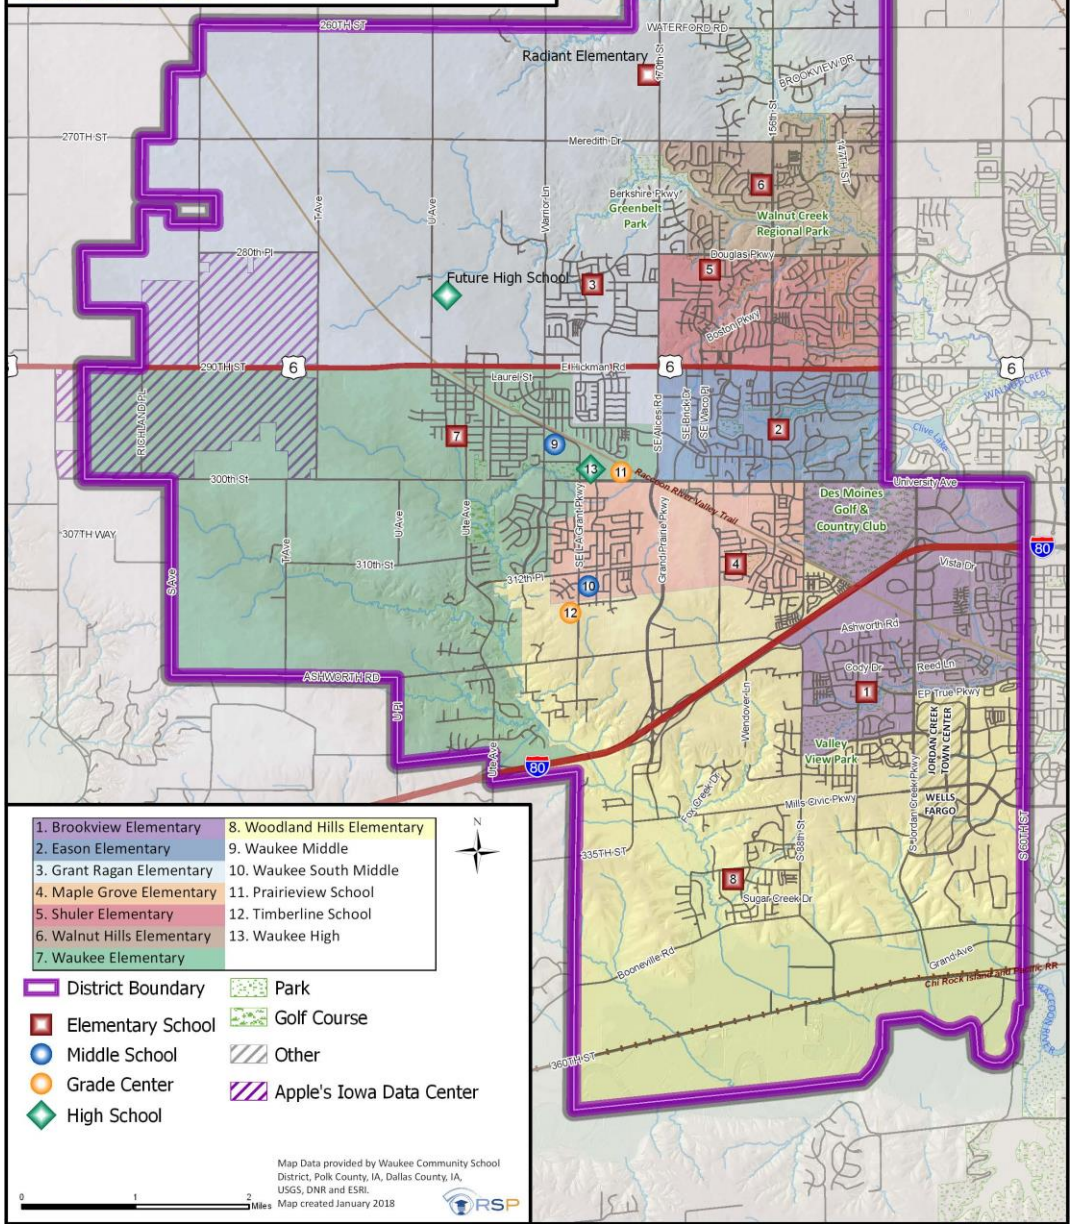 260TH ST
WATERFORD RD
Radiant Elementary
170th St
BROOKVIEW DR
156th St
270TH ST
Meredith Dr
147TH ST
6
Berkshire Pkwy
Greenbelt
Park
Walnut Creek
Regional Park
T Ave
U Ave
Warrior Ln
280th Pl
Douglas Pkwy
5
Future High School
3
Boston Pkwy
290TH ST
6
E Hickman Rd
6
6
Laurel St
WALNUT CREEK
RICHLAND PL
SE Alices Rd
SE Brick Dr
SE Waco Pl
Clive Lake
7
9
2
13
11
Raccoon River Valley Trail
300th St
University Ave
Des Moines
Golf &
Country Club
307TH WAY
U Ave
Ute Ave
SE L A Grant Pkwy
Grand Prairie Pkwy
80
T Ave
310th St
4
Vista Dr
S Ave
312th Pl
10
12
Ashworth Rd
Cody Dr
Reed Ln
ASHWORTH RD
1
EP True Pkwy
U Pl
Wendover Ln
JORDAN CREEK
TOWN CENTER
Valley
View Park
Ute Ave
80
S Jordan Creek Pkwy
WELLS
FARGO
Fox Creek Dr
Mills Civic Pkwy
S 88th St
S 60TH ST
335TH ST
8
Sugar Creek Dr
Booneville Rd
Grand Ave
Chi Rock Island and Pacific RR
RACCOON RIVER
360TH ST
1. Brookview Elementary
2. Eason Elementary
3. Grant Ragan Elementary
4. Maple Grove Elementary
5. Shuler Elementary
6. Walnut Hills Elementary
7. Waukee Elementary
8. Woodland Hills Elementary
9. Waukee Middle
10. Waukee South Middle
11. Prairieview School
12. Timberline School
13. Waukee High
N
District Boundary
Elementary School
Middle School
Grade Center
High School
Park
Golf Course
Other
Apple's Iowa Data Center
Map Data provided by Waukee Community School
District, Polk County, IA, Dallas County, IA,
USGS, DNR and ESRI.
Map created January 2018
0 1 2
Miles
RSP